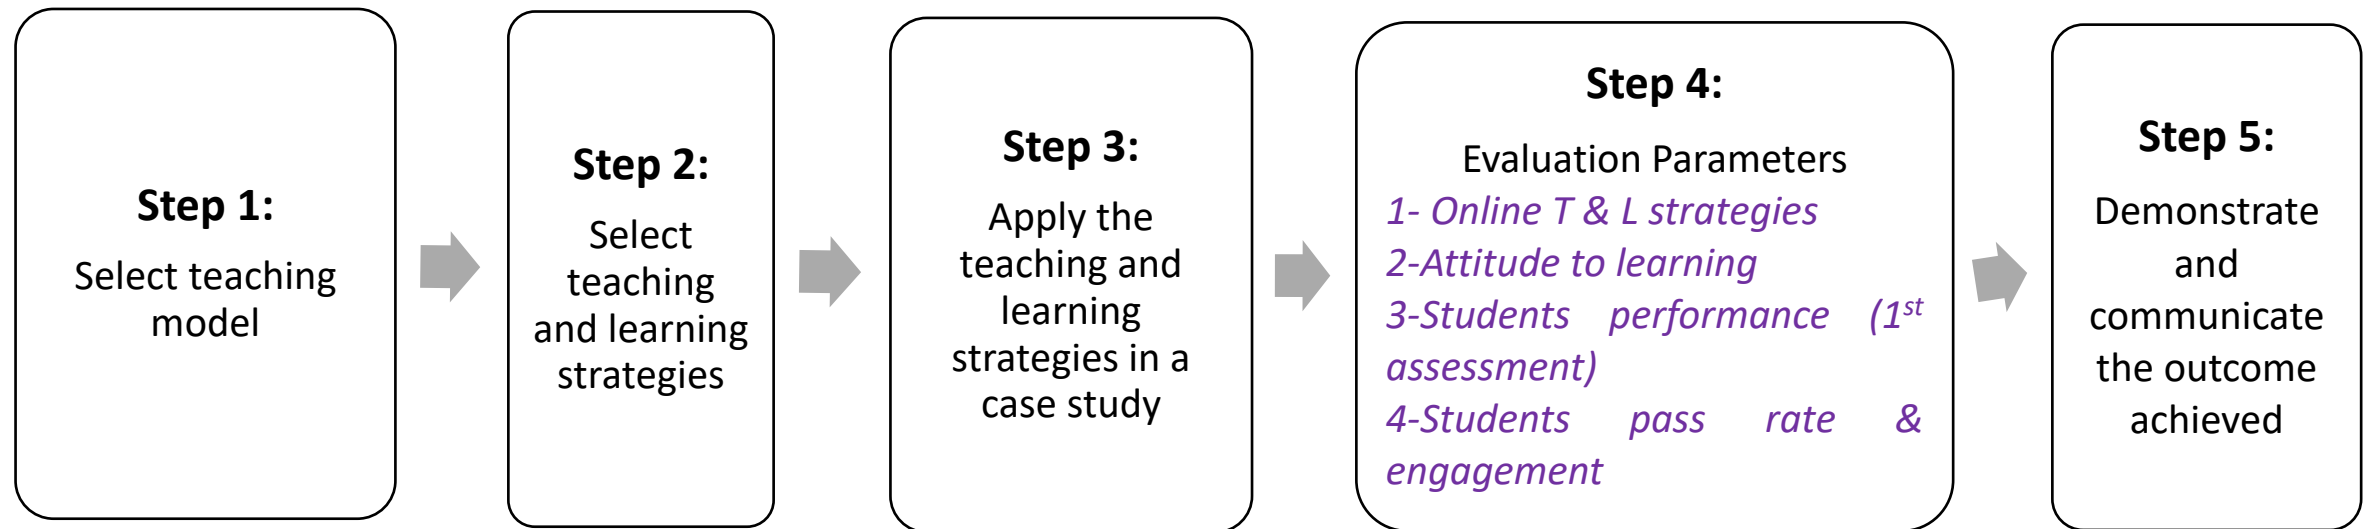 Step 1:
Select teaching
model
Step 2:
Select
teaching
and learning
strategies
Step 3:
Apply the
teaching and
learning
strategies in a
case study
Step 4:
Evaluation Parameters
1- Online T & L strategies
2-Attitude to learning
3-Students performance (1st
assessment)
4-Students pass rate &
engagement
Step 5:
Demonstrate
and
communicate
the outcome
achieved